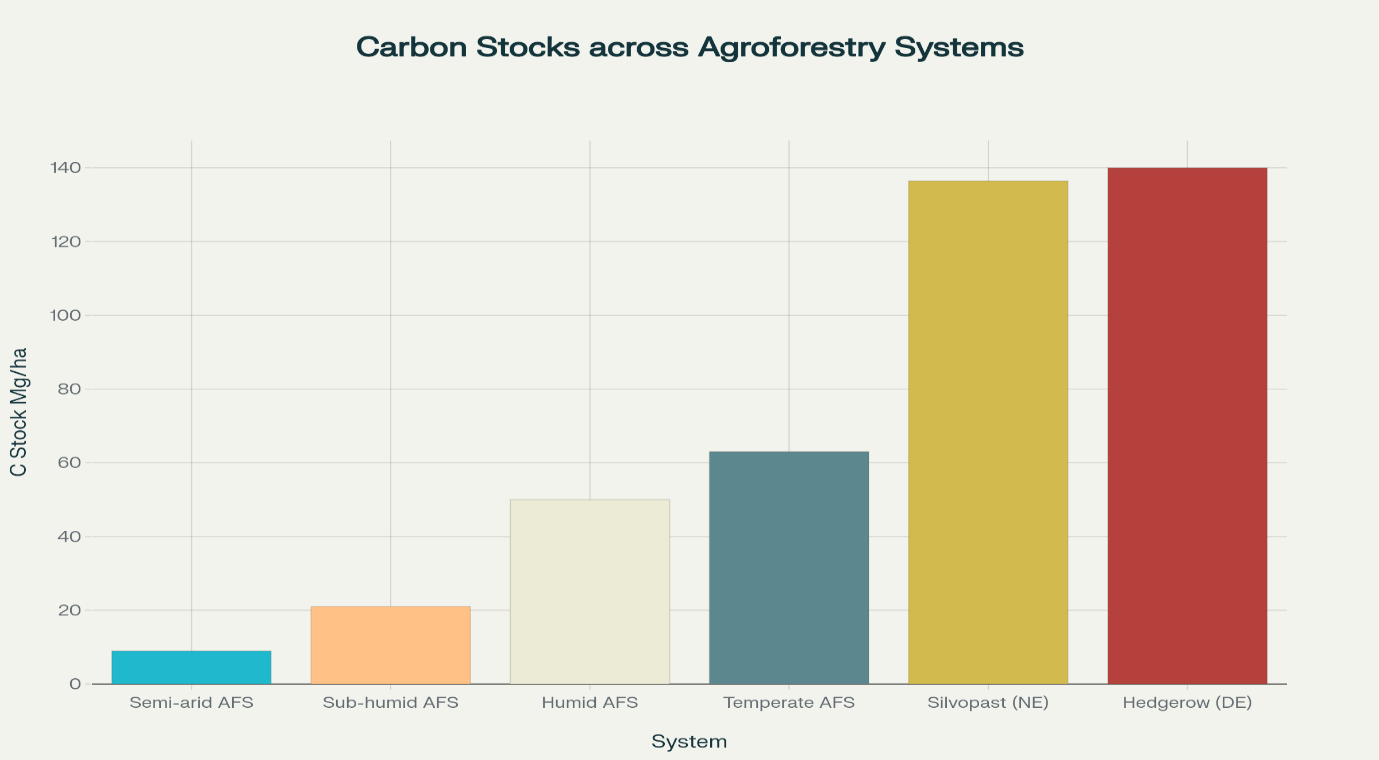 Carbon Stocks across Agroforestry Systems
140
120
100
80
60
40
20
0
C Stock Mg/ha
Semi-arid AFS Sub-humid AFS Humid AFS Temperate AFS Silvopast (NE) Hedgerow (DE)
System